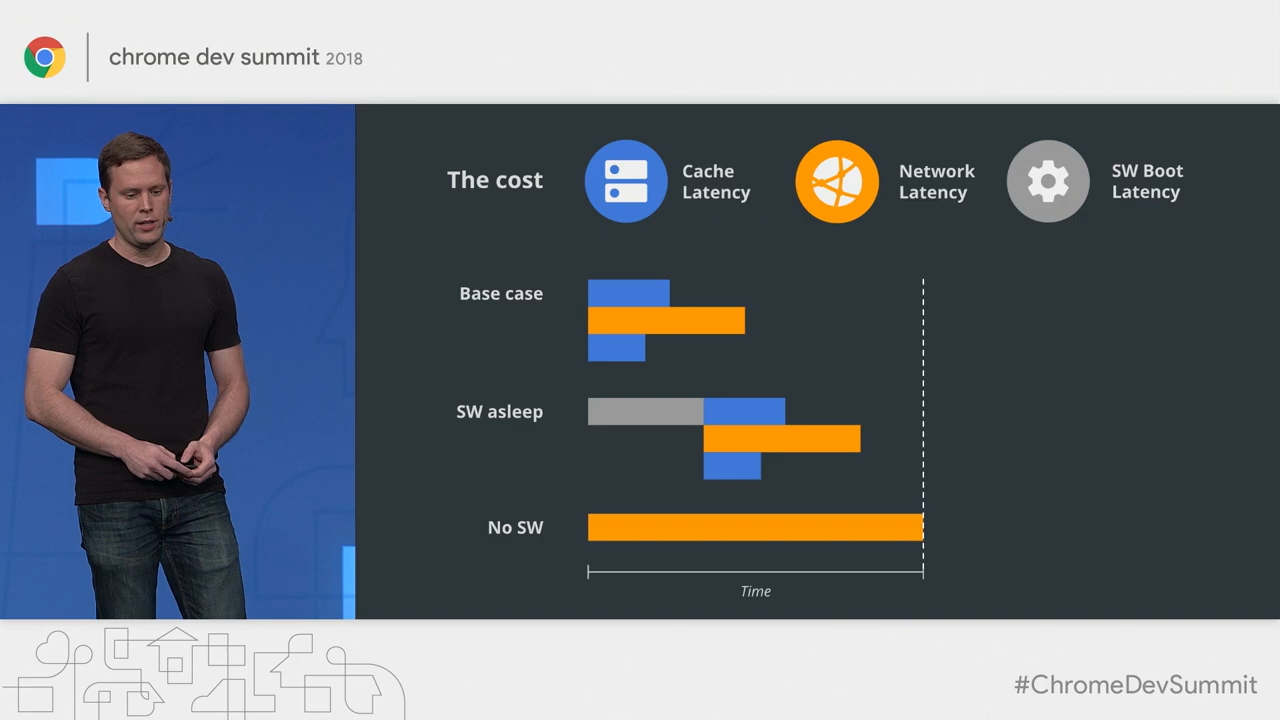 chrome dev summit 2018
The cost
Cache
Latency
Network
Latency
SW Boot
Latency
Base case
SW asleep
No SW
Time
#ChromeDevSummit